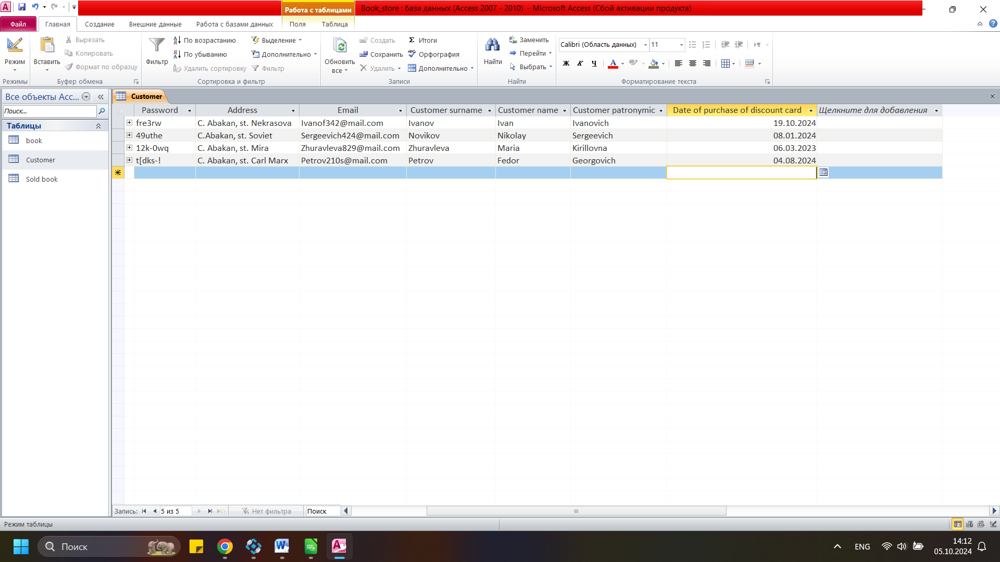 Работа с таблицами
Book_store : база данных (Access 2007 - 2010) - Microsoft Access (Сбой активации продукта)
Файл Главная Создание Внешние данные Работа с базами данных Поля Таблица
Режим
Режимы
Вставить
Вырезать
Копировать
Формат по образцу
Буфер обмена
Фильтр
По возрастанию
По убыванию
Удалить сортировку
Выделение
Дополнительно
Фильтр
Сортировка и фильтр
Обновить
все
Создать
Сохранить
Удалить
Итоги
Орфография
Дополнительно
Записи
Найти
Заменить
Перейти
Выбрать
Найти
Calibri (Область данных) 11
Ж К Ч А
Форматирование текста
Все объекты Acc...
Поиск...
Таблицы
book
Customer
Sold book
Customer
Password Address Email Customer surname Customer name Customer patronymic Date of purchase of discount card Щелкните для добавления
fre3rw C. Abakan, st. Nekrasova Ivanof342@mail.com Ivanov Ivan Ivanovich 19.10.2024
49uthe C.Abakan, st. Soviet Sergeevich424@mail.com Novikov Nikolay Sergeevich 08.01.2024
12k-0wq C. Abakan, st. Mira Zhuravleva829@mail.com Zhuravleva Maria Kirillovna 06.03.2023
t[dks-! C. Abakan, st. Carl Marx Petrov210s@mail.com Petrov Fedor Georgovich 04.08.2024
Запись: 5 из 5 Нет фильтра Поиск
Режим таблицы
Поиск
ENG
14:12
05.10.2024